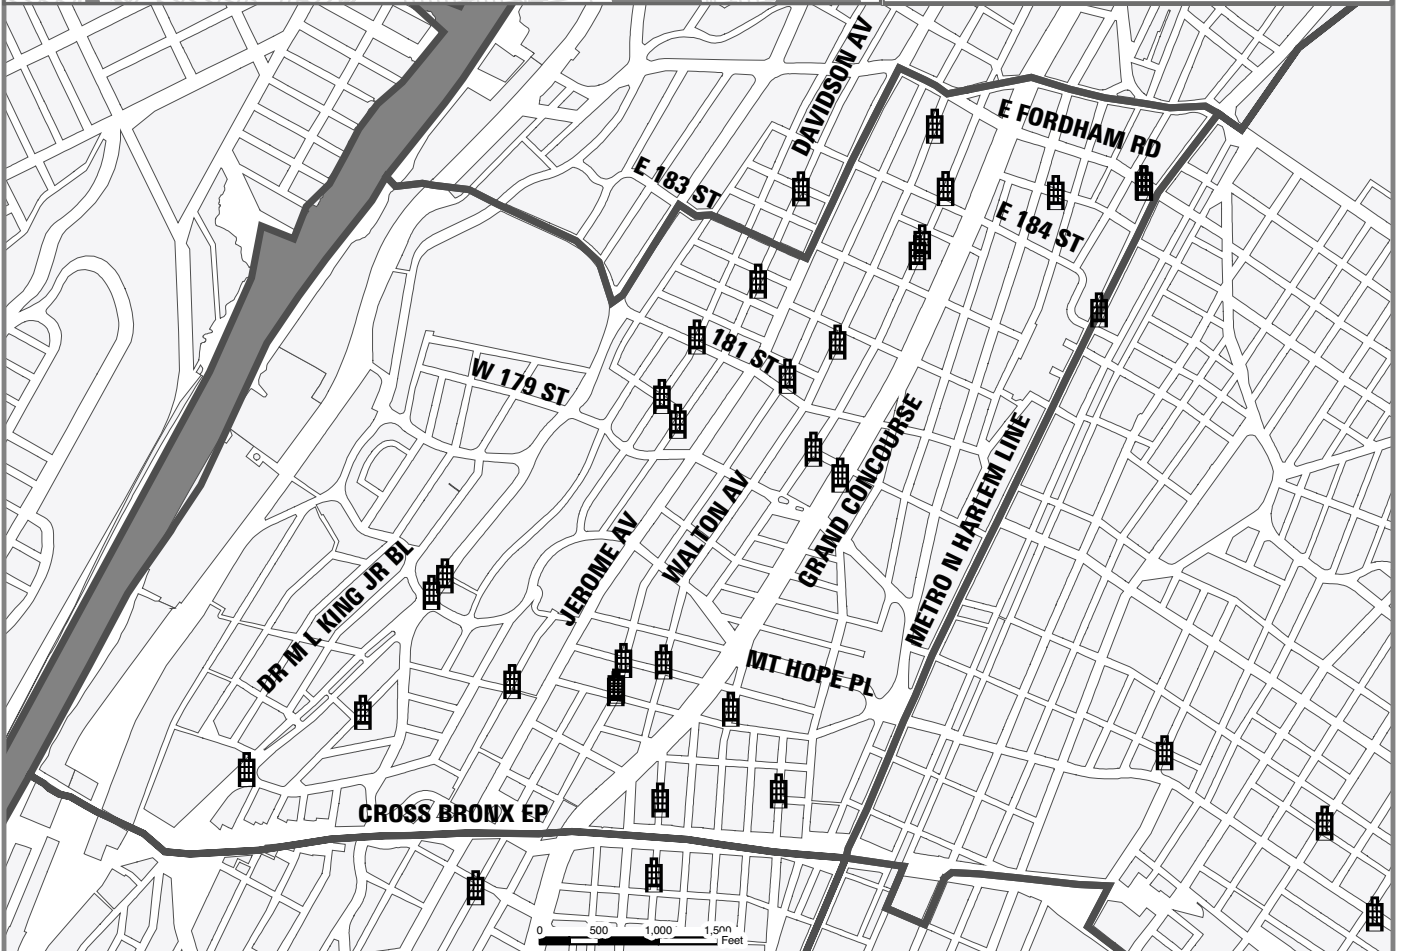 DAVIDSON AV
E FORDHAM RD
E 183 ST
E 184 ST
181 ST
W 179 ST
GRAND CONCOURSE
METRO N HARLEM LINE
WALTON AV
JEROME AV
DR M L KING JR BL
MT HOPE PL
CROSS BRONX EP
0 500 1,000 1,500
Feet